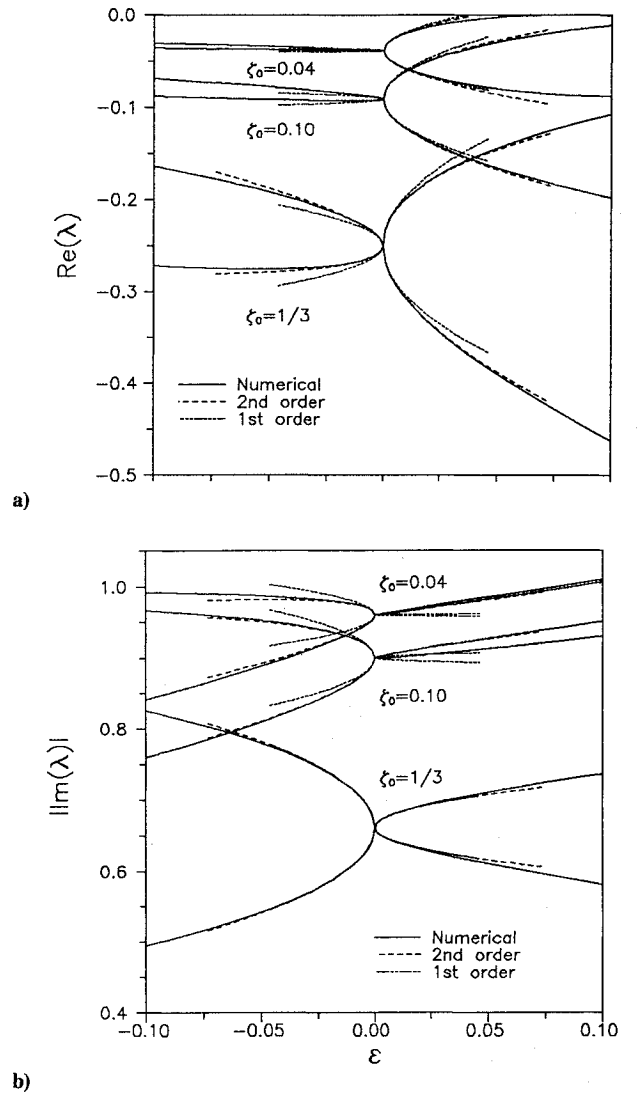 0.0
−0.1
−0.2
−0.3
−0.4
−0.5
Re(λ)
ζ₀=0.04
ζ₀=0.10
ζ₀=1/3
Numerical
2nd order
1st order
a)
1.0
0.8
0.6
0.4
|Im(λ)|
ζ₀=0.04
ζ₀=0.10
ζ₀=1/3
Numerical
2nd order
1st order
−0.10 −0.05 0.00 0.05 0.10
ε
b)